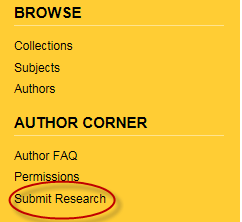 BROWSE
Collections
Subjects
Authors
AUTHOR CORNER
Author FAQ
Permissions
Submit Research